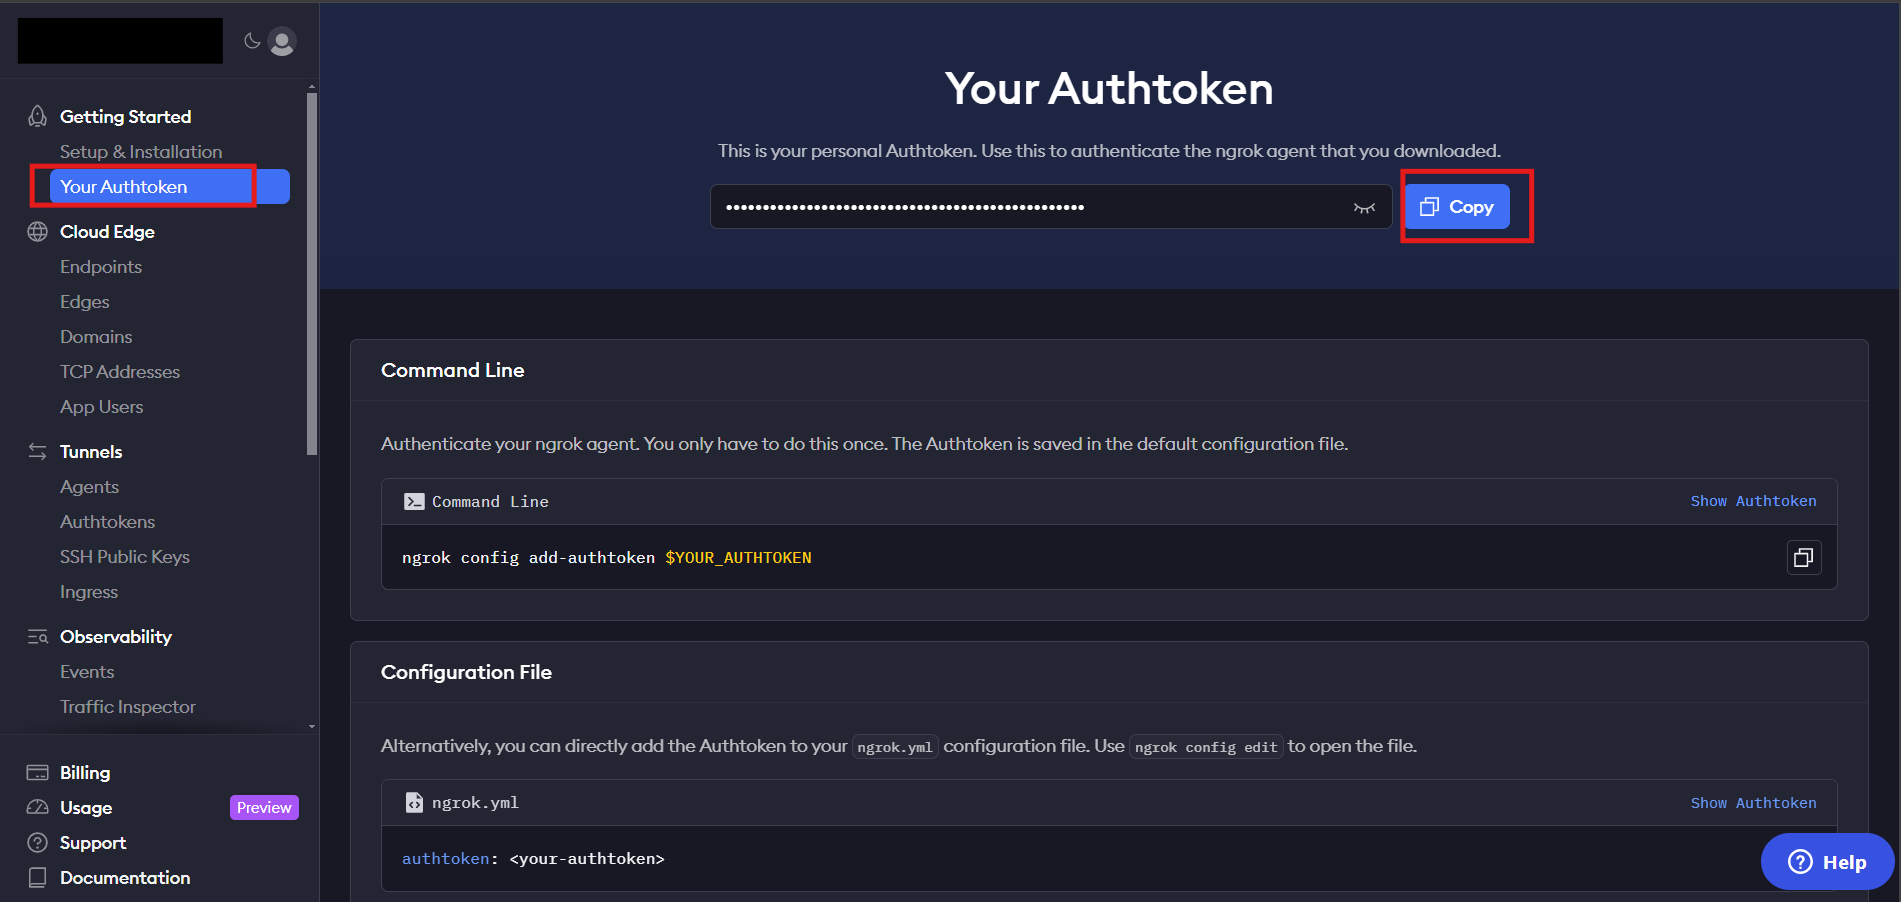 Getting Started
Setup & Installation
Your Authtoken
Cloud Edge
Endpoints
Edges
Domains
TCP Addresses
App Users
Tunnels
Agents
Authtokens
SSH Public Keys
Ingress
Observability
Events
Traffic Inspector
Billing
Usage Preview
Support
Documentation
Your Authtoken
This is your personal Authtoken. Use this to authenticate the ngrok agent that you downloaded.
Copy
Command Line
Authenticate your ngrok agent. You only have to do this once. The Authtoken is saved in the default configuration file.
Command Line Show Authtoken
ngrok config add-authtoken $YOUR_AUTHTOKEN
Configuration File
Alternatively, you can directly add the Authtoken to your ngrok.yml configuration file. Use ngrok config edit to open the file.
ngrok.yml Show Authtoken
authtoken: <your-authtoken>
Help